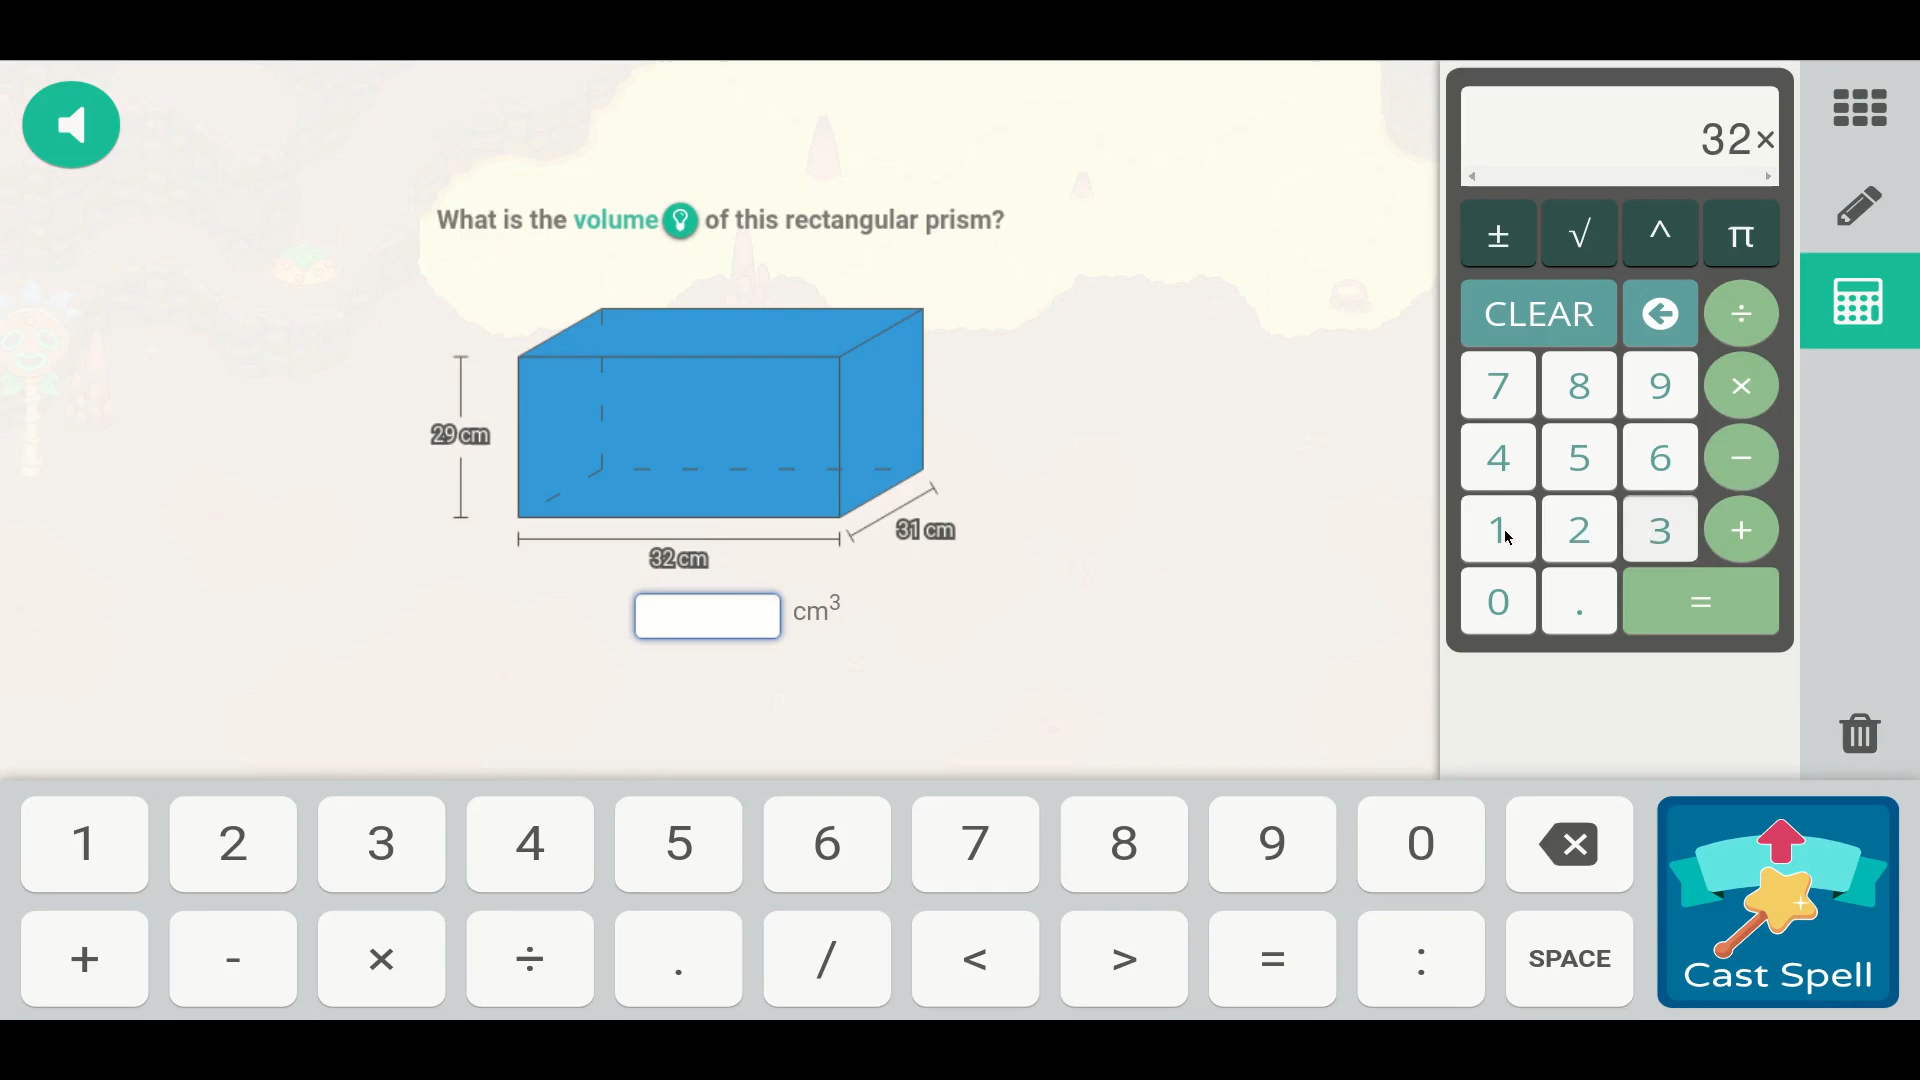 What is the volume of this rectangular prism?
29 cm
31 cm
32 cm
cm³
32×
± √ ^ π
CLEAR ÷
7 8 9 ×
4 5 6 −
1 2 3 +
0 . =
1 2 3 4 5 6 7 8 9 0
+ - × ÷ . / < > = : SPACE
Cast Spell